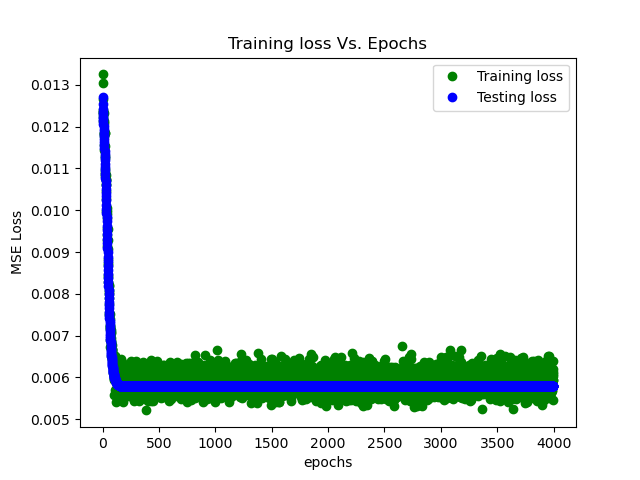 Training loss Vs. Epochs
Training loss
Testing loss
MSE Loss
0.013
0.012
0.011
0.010
0.009
0.008
0.007
0.006
0.005
0 500 1000 1500 2000 2500 3000 3500 4000
epochs